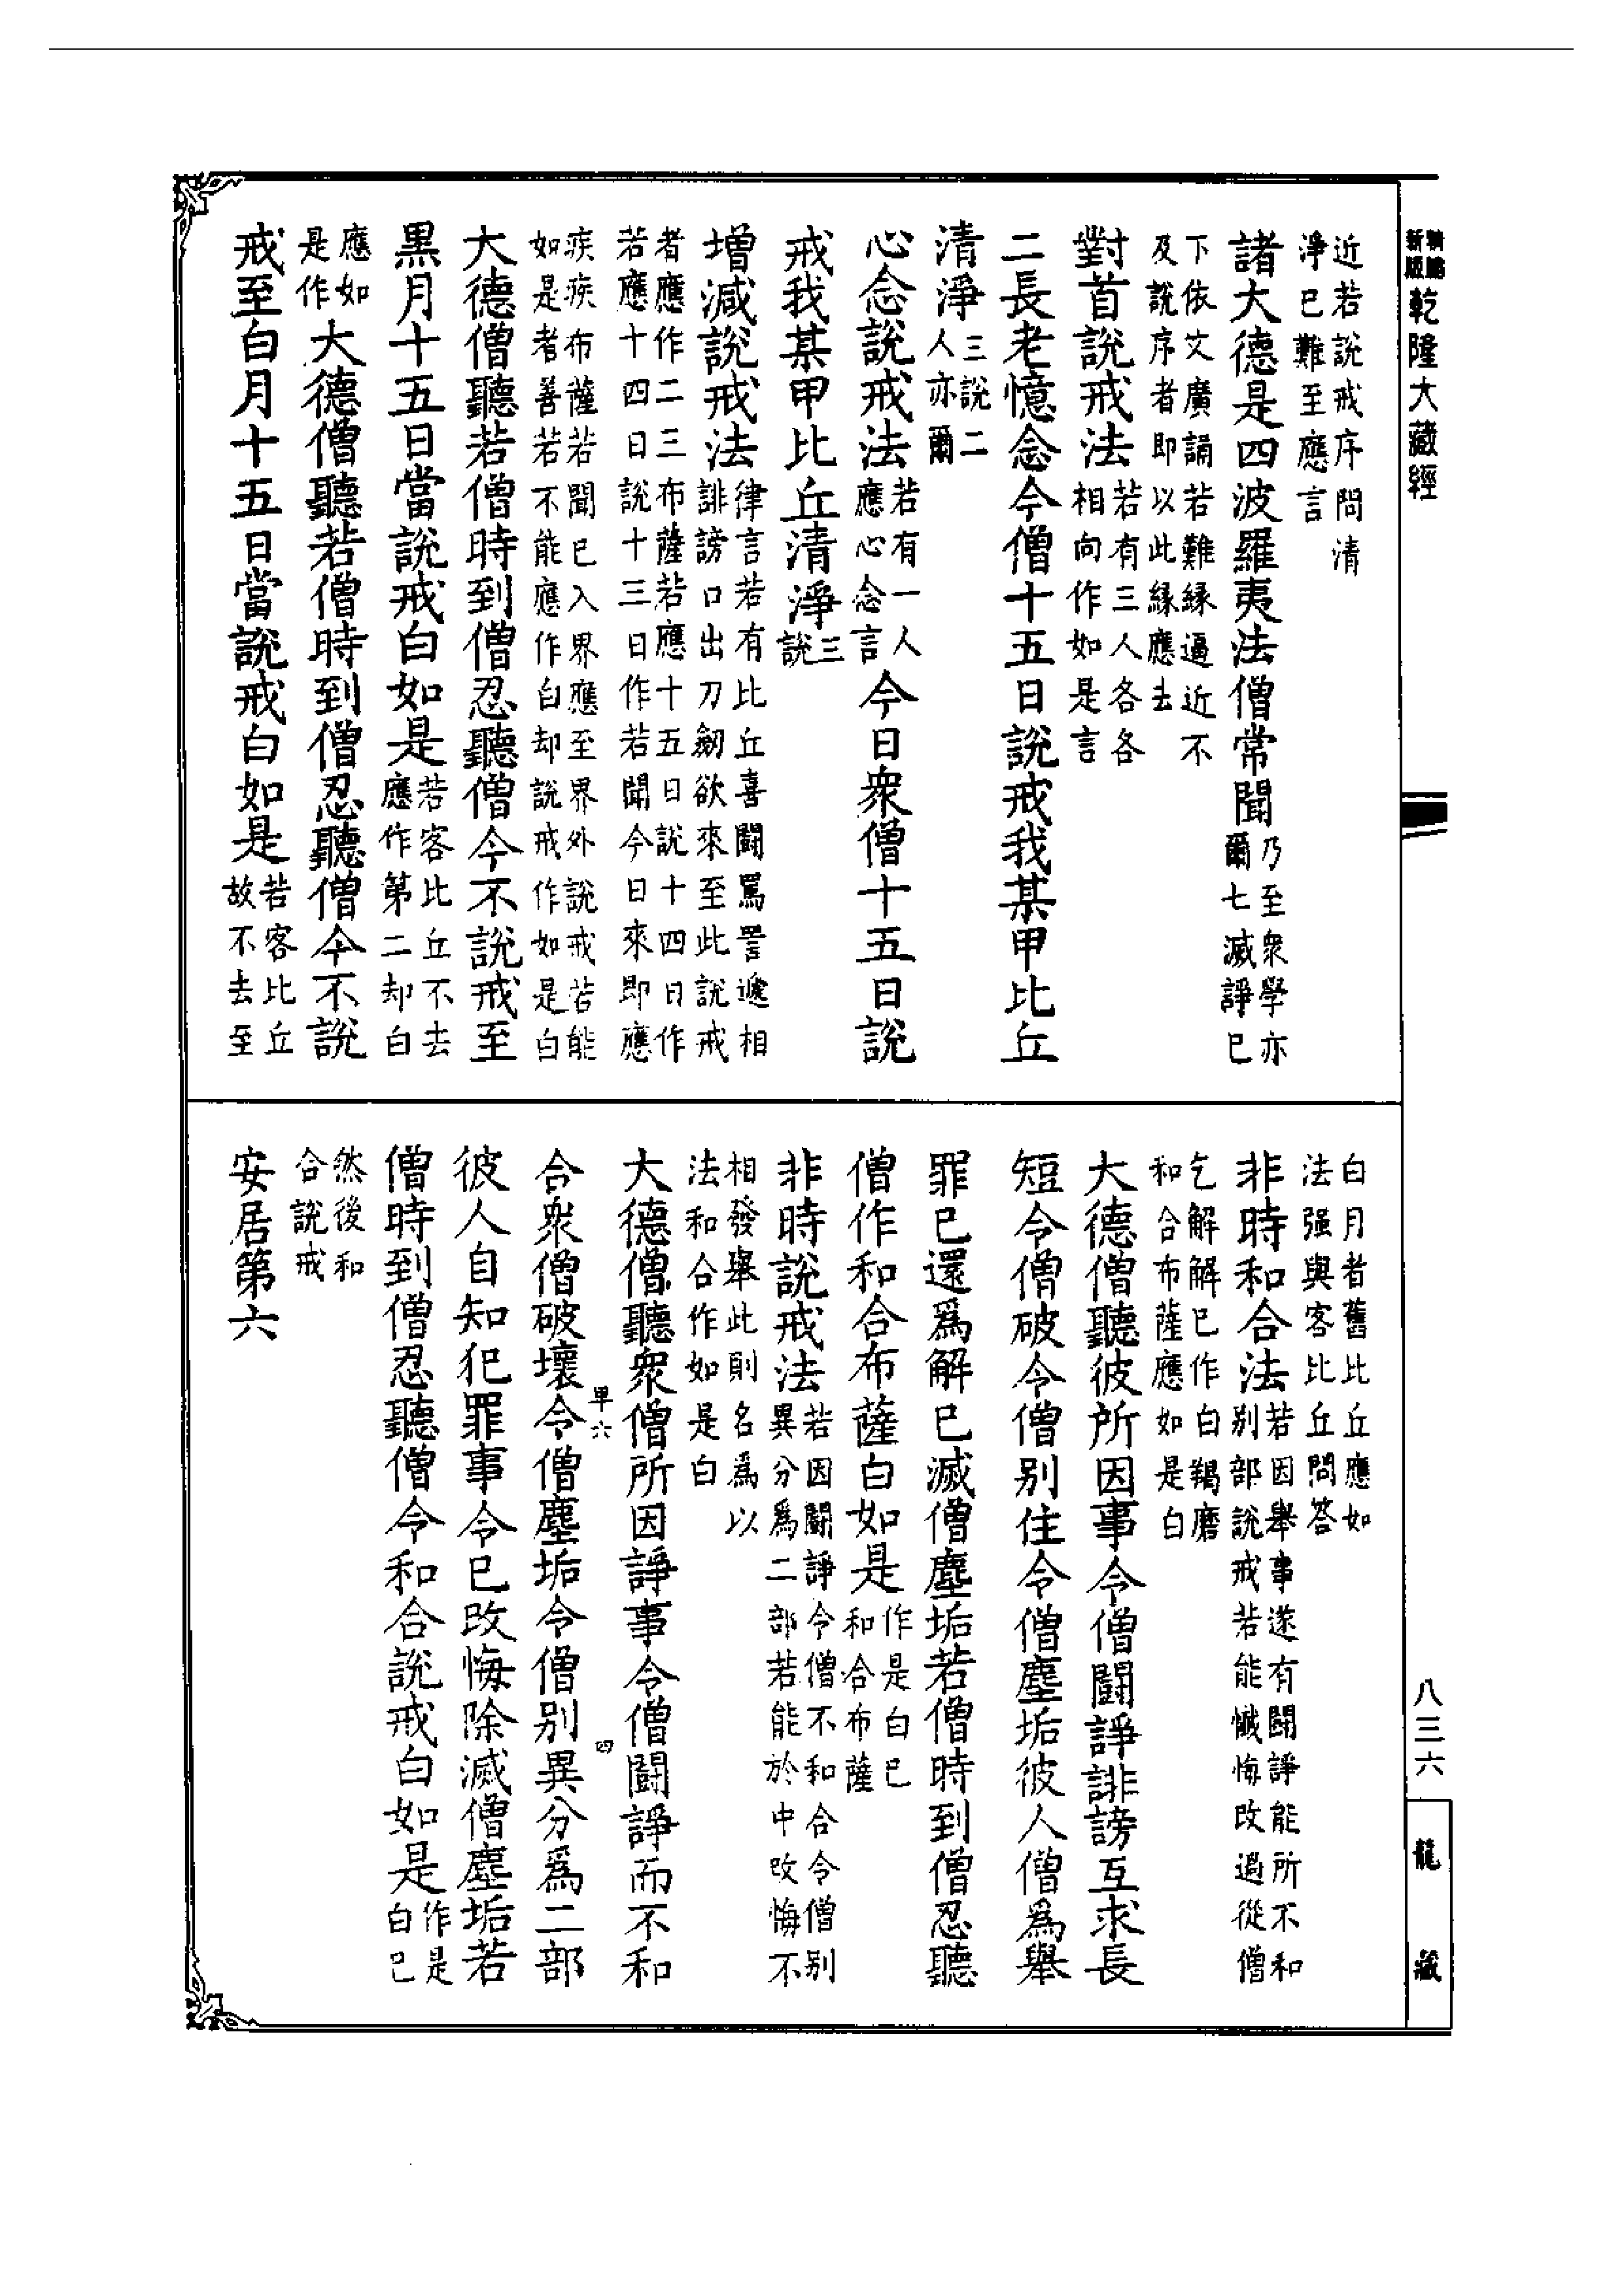 新版
乾隆大藏經
近若說戒序問清
淨已難至應言
諸大德是四波羅夷法僧常聞乃至衆學亦
爾七滅諍已
下依文廣誦若難緣逼近不
及說序者即以此緣應去
對首說戒法若有三人各各
相向作如是言
二長老憶念今僧十五日說戒我某甲比丘
清淨三說二
人亦爾
心念說戒法若有一人
應心念言今日衆僧十五日說
戒我某甲比丘清淨三
說
增減說戒法律言若有比丘喜鬪罵詈遞相
誹謗口出刀劒欲來至此說戒
者應作二三布薩若應十五日說十四日作
若應十四日說十三日作若聞今日來即應
疾疾布薩若聞已入界應至界外說戒若能
如是者善若不能應作白却說戒作如是白
大德僧聽若僧時到僧忍聽僧今不說戒至
黑月十五日當說戒白如是若客比丘不去
應作第二却白
應如
是作大德僧聽若僧時到僧忍聽僧今不說
戒至白月十五日當說戒白如是若客比丘
故不去至
白月者舊比丘應如
法强與客比丘問答
非時和合法若因舉事遂有鬪諍能所不和
别部說戒若能懺悔改過從僧
乞解解已作白羯磨
和合布薩應如是白
大德僧聽彼所因事令僧鬪諍誹謗互求長
短令僧破令僧别住令僧塵垢彼人僧爲舉
罪已還爲解已滅僧塵垢若僧時到僧忍聽
僧作和合布薩白如是作是白已
和合布薩
非時說戒法若因鬪諍令僧不和合令僧别
異分爲二部若能於中改悔不
相發舉此則名爲以
法和合作如是白
大德僧聽衆僧所因諍事令僧鬪諍而不和
合衆僧破壞令僧塵垢令僧别異分爲二部
單六
四
彼人自知犯罪事令已改悔除滅僧塵垢若
僧時到僧忍聽僧令和合說戒白如是作是
白已
然後和
合說戒
安居第六
八三六
龍藏